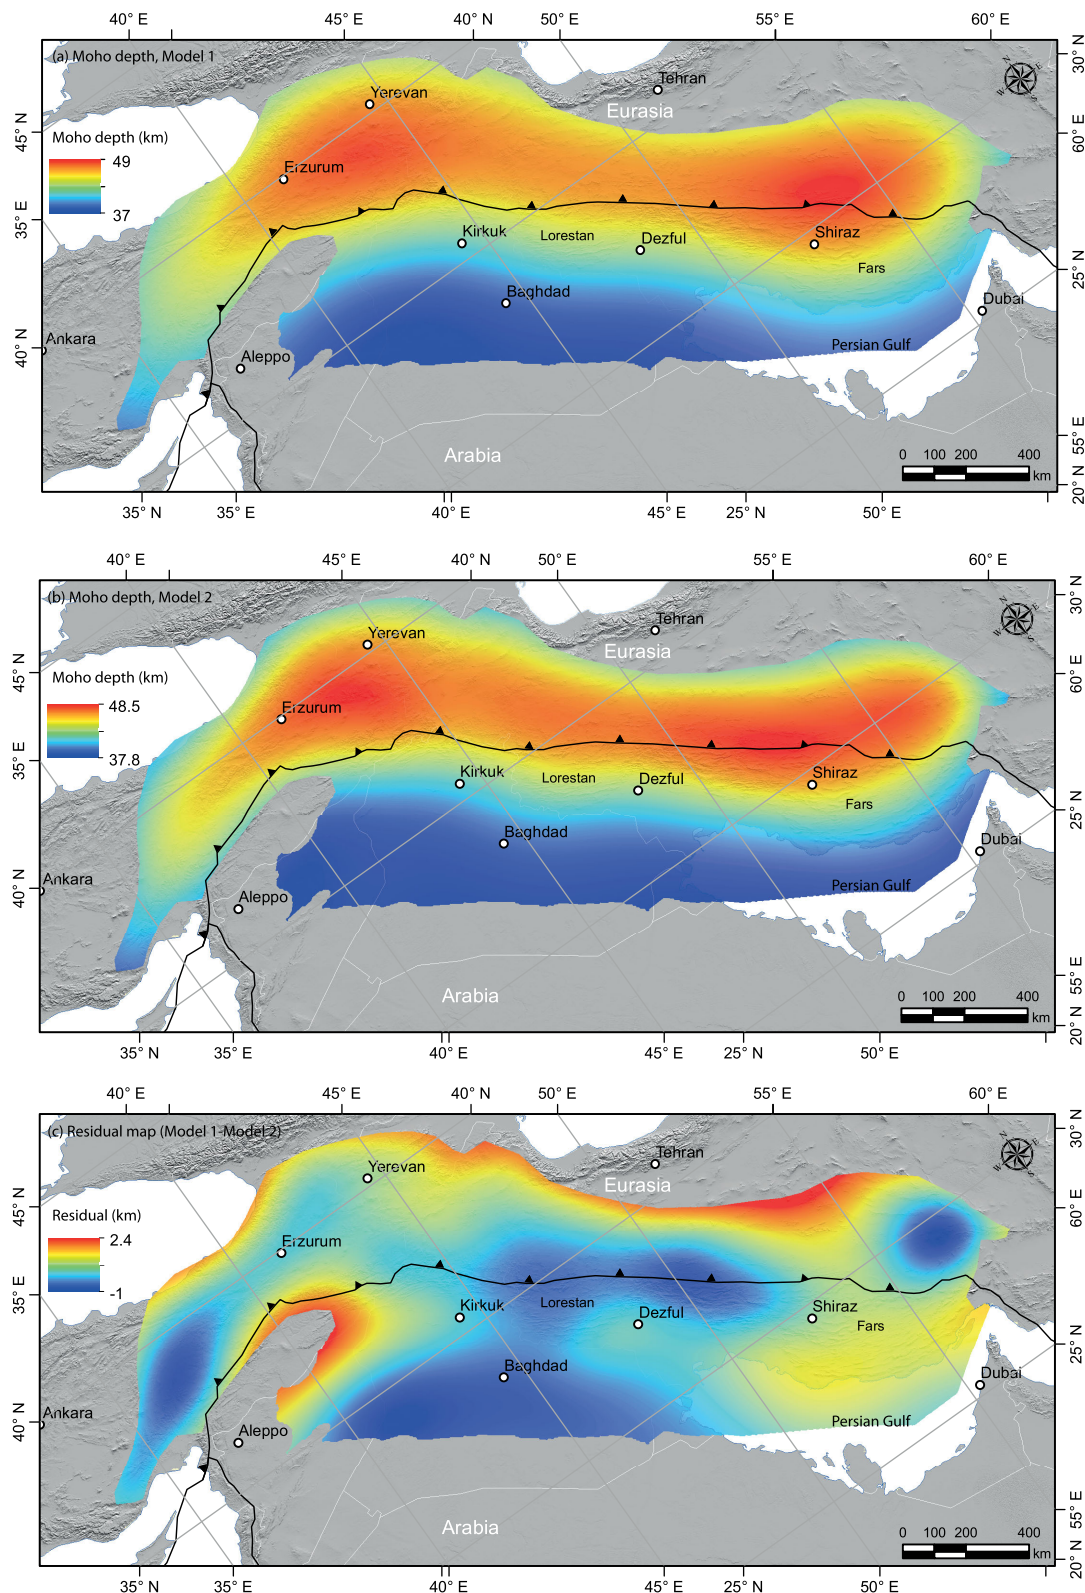 40° E 45° E 40° N 50° E 55° E 60° E
(a) Moho depth, Model 1
30° N
Tehran
Eurasia
Yerevan
45° N
Moho depth (km)
49
37
60° E
Erzurum
35° E
Kirkuk
Lorestan
Dezful
Shiraz
Fars
25° N
Baghdad
Dubai
Ankara
40° N
Aleppo
Persian Gulf
Arabia
55° E
0 100 200 400
km
20° N
35° N 35° E 40° E 45° E 25° N 50° E
40° E 45° E 40° N 50° E 55° E 60° E
(b) Moho depth, Model 2
30° N
Tehran
Eurasia
Yerevan
45° N
Moho depth (km)
48.5
37.8
60° E
Erzurum
35° E
Kirkuk
Lorestan
Dezful
Shiraz
Fars
25° N
Baghdad
Dubai
Ankara
40° N
Aleppo
Persian Gulf
Arabia
55° E
0 100 200 400
km
20° N
35° N 35° E 40° E 45° E 25° N 50° E
40° E 45° E 40° N 50° E 55° E 60° E
(c) Residual map (Model 1-Model 2)
30° N
Tehran
Eurasia
Yerevan
45° N
Residual (km)
2.4
-1
60° E
Erzurum
35° E
Kirkuk
Lorestan
Dezful
Shiraz
Fars
25° N
Baghdad
Dubai
Ankara
40° N
Aleppo
Persian Gulf
Arabia
55° E
0 100 200 400
km
20° N
35° N 35° E 40° E 45° E 25° N 50° E